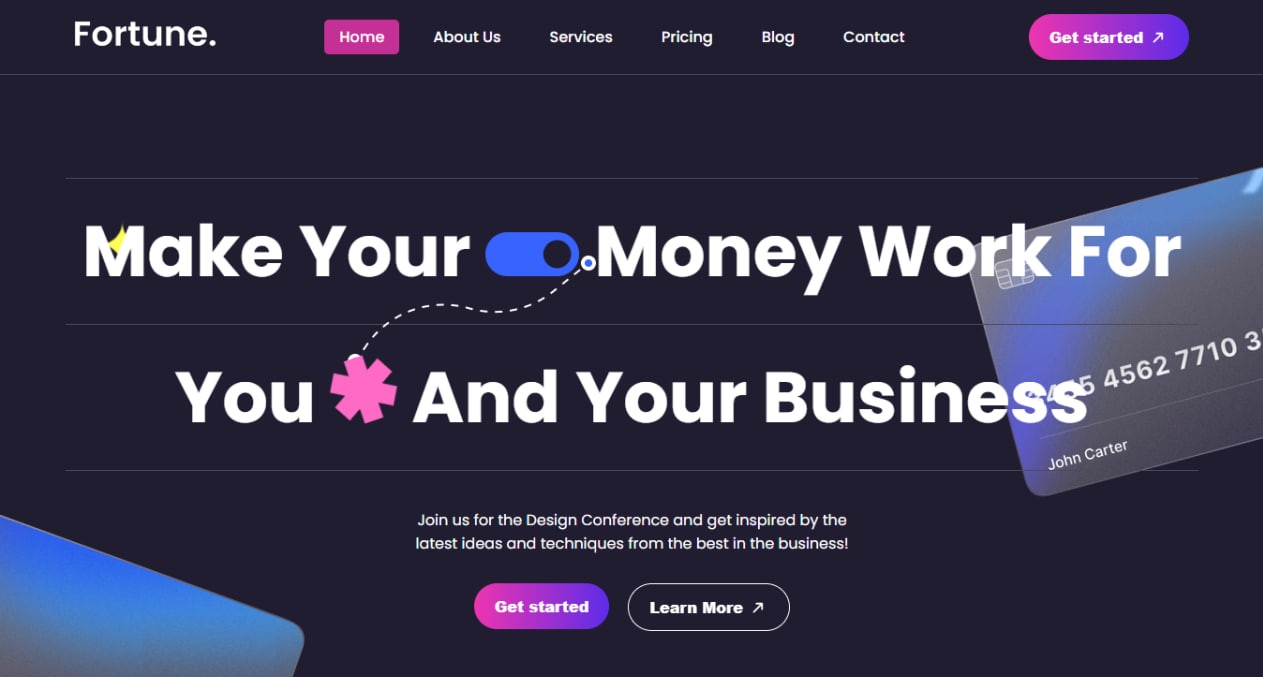 Fortune.
Home
About Us
Services
Pricing
Blog
Contact
Get started
Make Your Money Work For
You And Your Business
4562 7710
John Carter
Join us for the Design Conference and get inspired by the
latest ideas and techniques from the best in the business!
Get started
Learn More